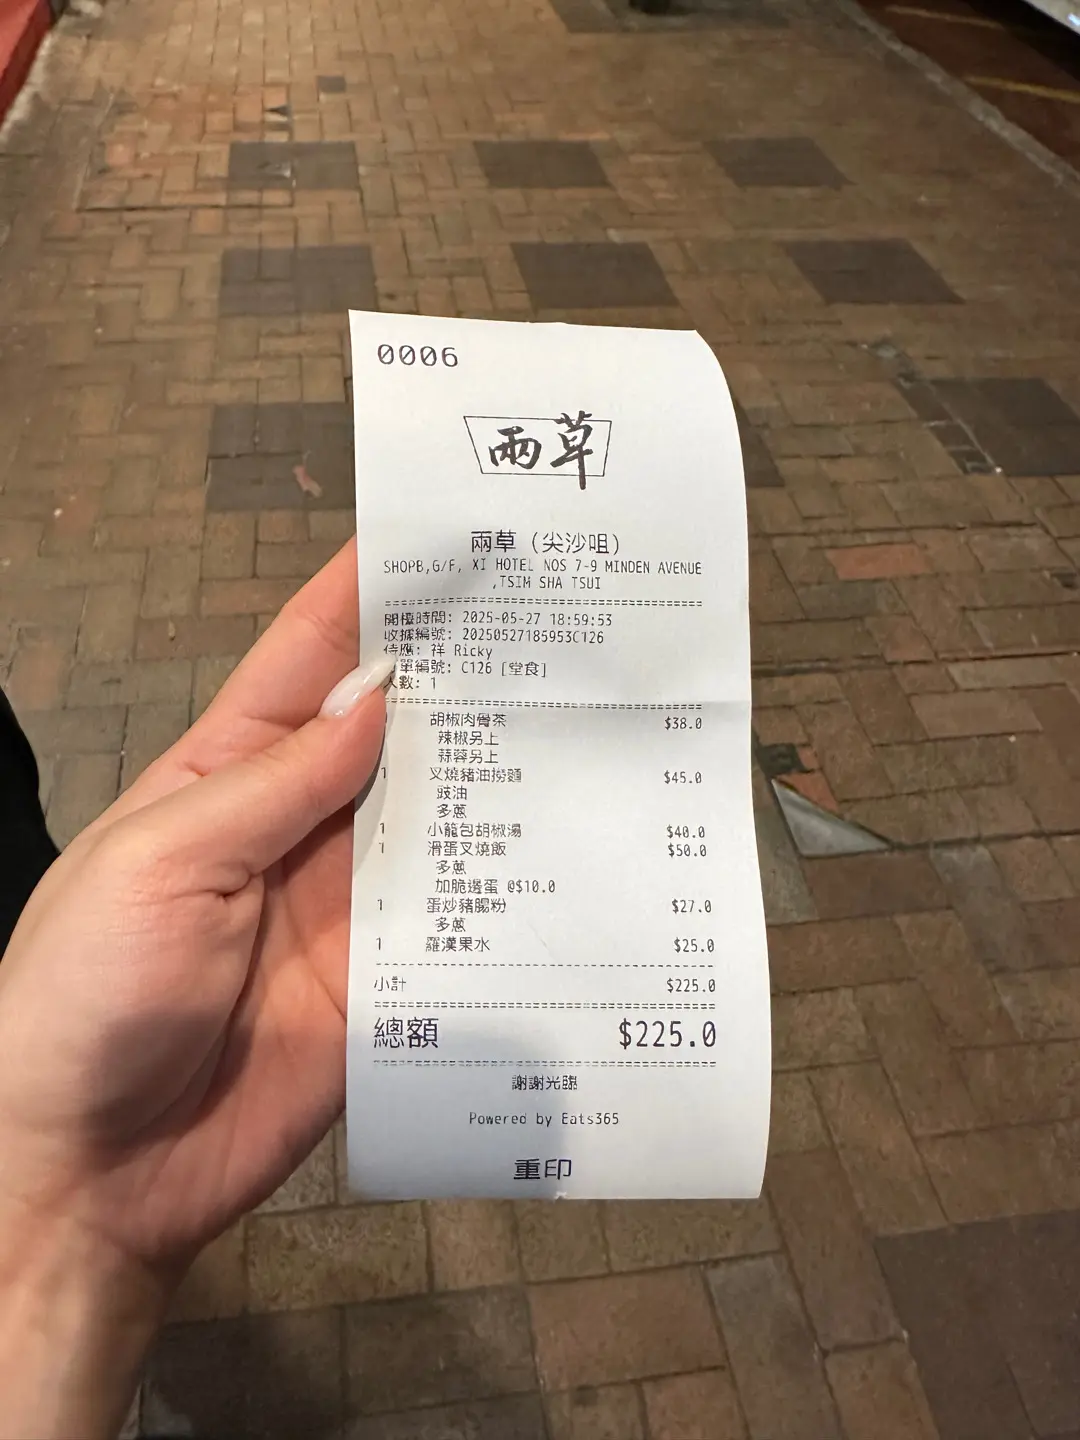 0006
兩草
兩草（尖沙咀）
SHOPB,G/F, XI HOTEL NOS 7-9 MINDEN AVENUE
,TSIM SHA TSUI
開檯時間: 2025-05-27 18:59:53
收據編號: 20250527185953C126
侍應: 祥 Ricky
單編號: C126 [堂食]
人數: 1
胡椒肉骨茶 $38.0
辣椒另上
蒜蓉另上
1 叉燒豬油撈麵 $45.0
豉油
多蔥
1 小籠包胡椒湯 $40.0
1 滑蛋叉燒飯 $50.0
多蔥
加脆邊蛋 @$10.0
1 蛋炒豬腸粉 $27.0
多蔥
1 羅漢果水 $25.0
小計 $225.0
總額 $225.0
謝謝光臨
Powered by Eats365
重印